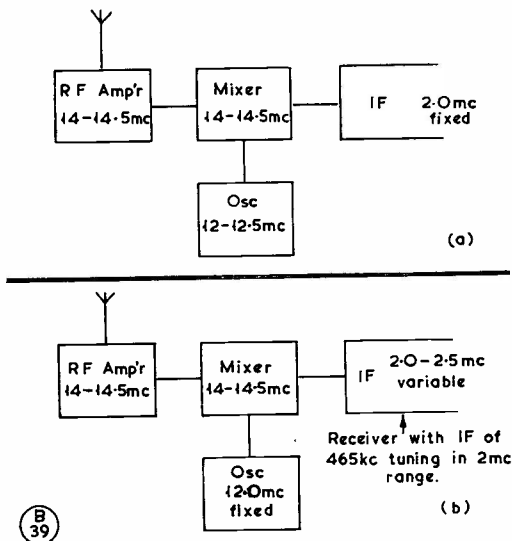 RF Amp'r
14-14.5mc
Mixer
14-14.5mc
IF 2.0mc
fixed
Osc
12-12.5mc
(a)
RF Amp'r
14-14.5mc
Mixer
14-14.5mc
IF 2.0-2.5mc
variable
Osc
12.0mc
fixed
Receiver with IF of
465kc tuning in 2mc
range.
(b)
B
39